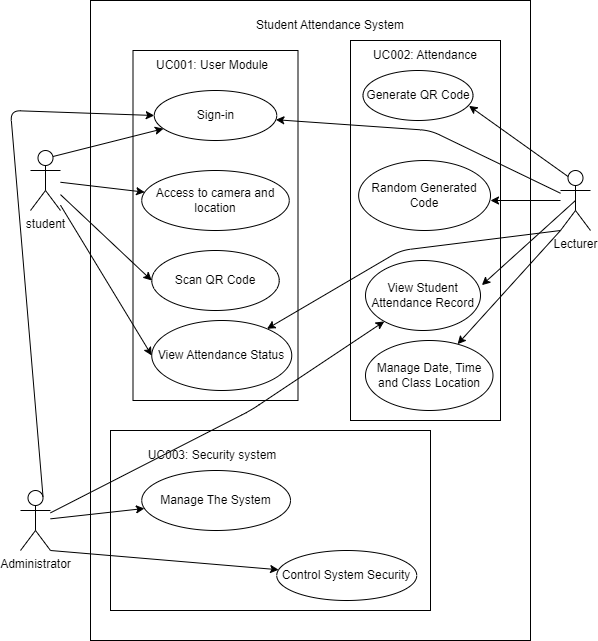 Student Attendance System
UC001: User Module
UC002: Attendance
Sign-in
Generate QR Code
student
Access to camera and
location
Random Generated
Code
Lecturer
Scan QR Code
View Student
Attendance Record
View Attendance Status
Manage Date, Time
and Class Location
UC003: Security system
Manage The System
Administrator
Control System Security